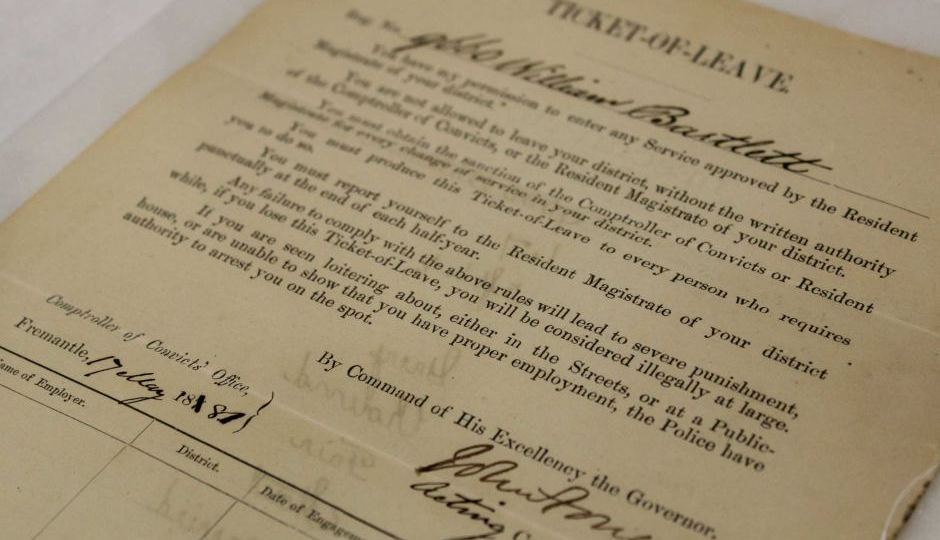 TICKET-OF-LEAVE.
Reg. No. William Bartlett
You have my permission to enter any Service approved by the Resident
Magistrate of your district.
You are not allowed to leave your district, without the written authority
of the Comptroller of Convicts, or the Resident Magistrate of your district.
You must obtain the sanction of the Comptroller of Convicts or Resident
Magistrate for every change of service in your district.
You must produce this Ticket-of-Leave to every person who requires
you to do so.
You must report yourself to the Resident Magistrate of your district
punctually at the end of each half-year.
Any failure to comply with the above rules will lead to severe punishment,
while, if you lose this Ticket-of-Leave, you will be considered illegally at large.
If you are seen loitering about, either in the Streets, or at a Public-
house, or are unable to show that you have proper employment, the Police have
authority to arrest you on the spot.
By Command of His Excellency the Governor,
Comptroller of Convicts' Office,
Fremantle, 17 May 188
Acting
Name of Employer.
District.
Date of